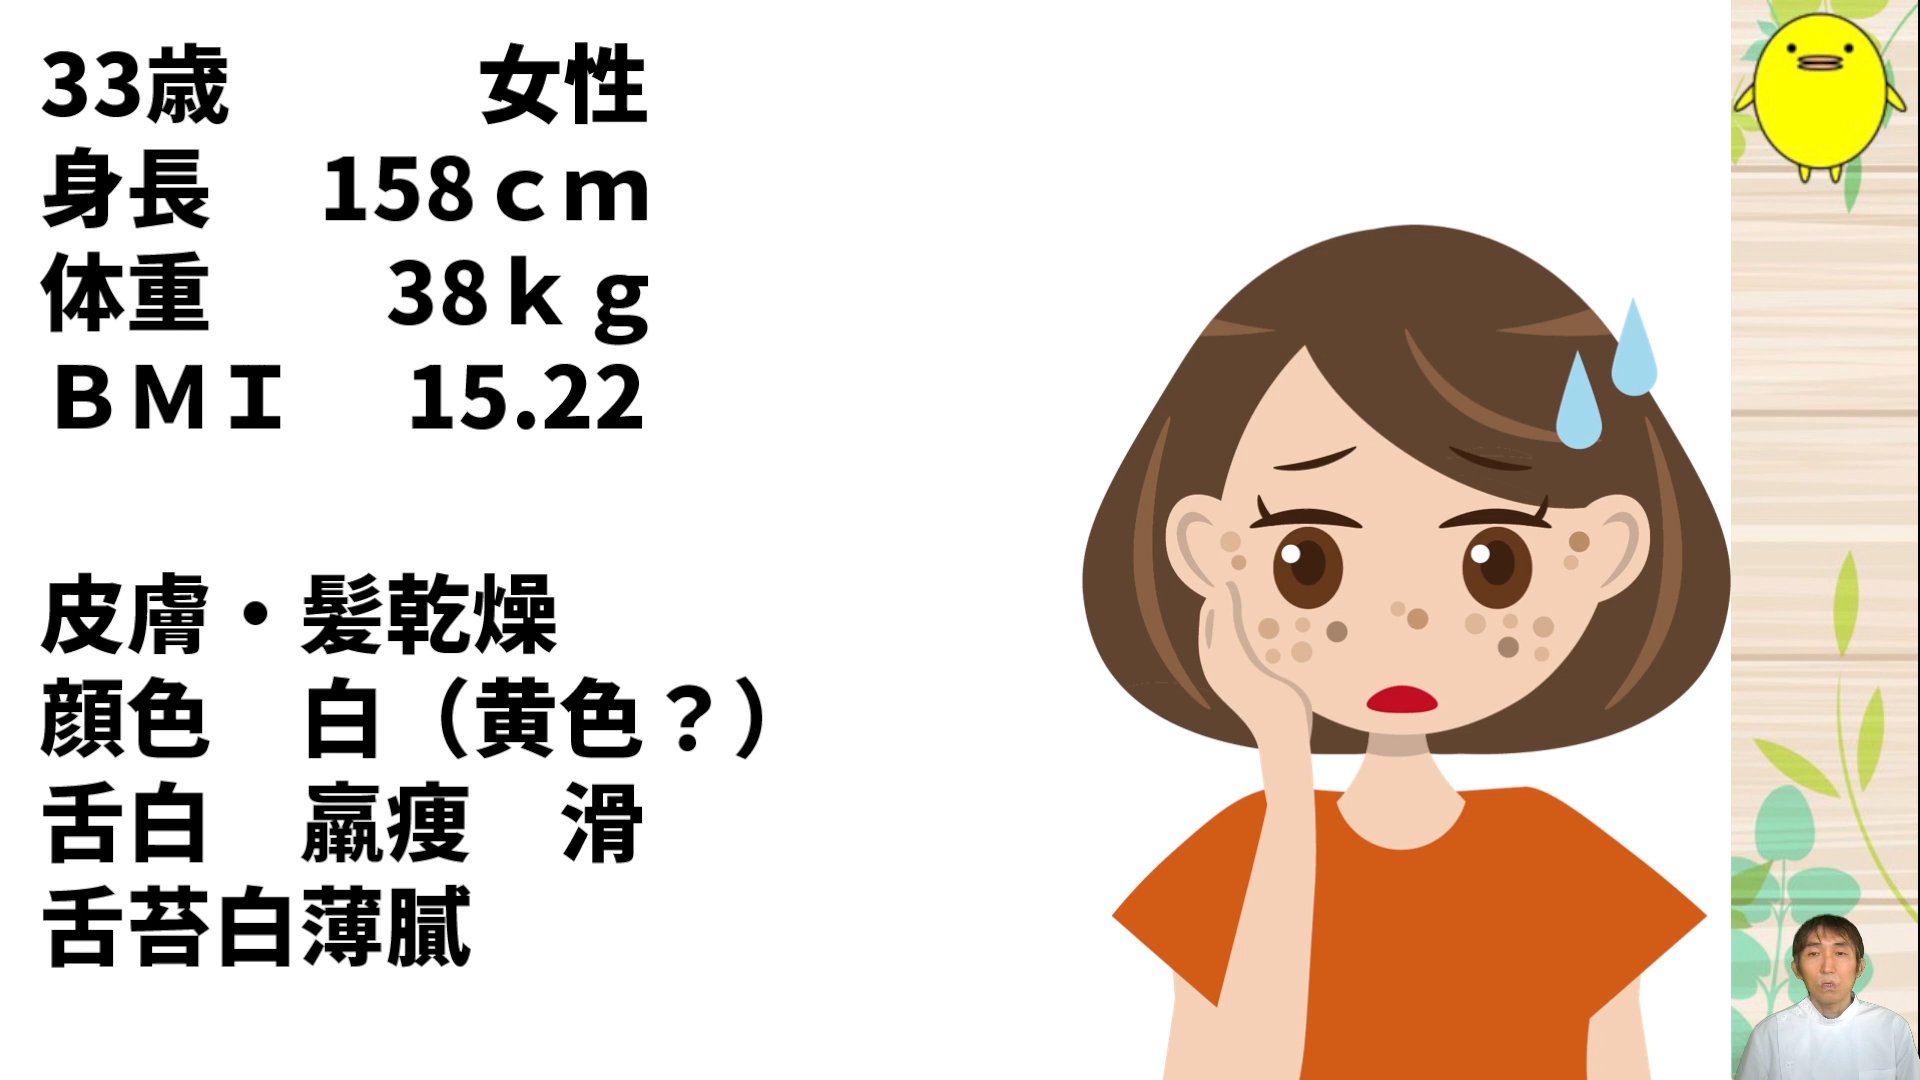 33歳 女性
身長 158ｃｍ
体重 38ｋｇ
ＢＭＩ 15.22
皮膚・髪乾燥
顔色 白（黄色？）
舌白 羸痩 滑
舌苔白薄膩